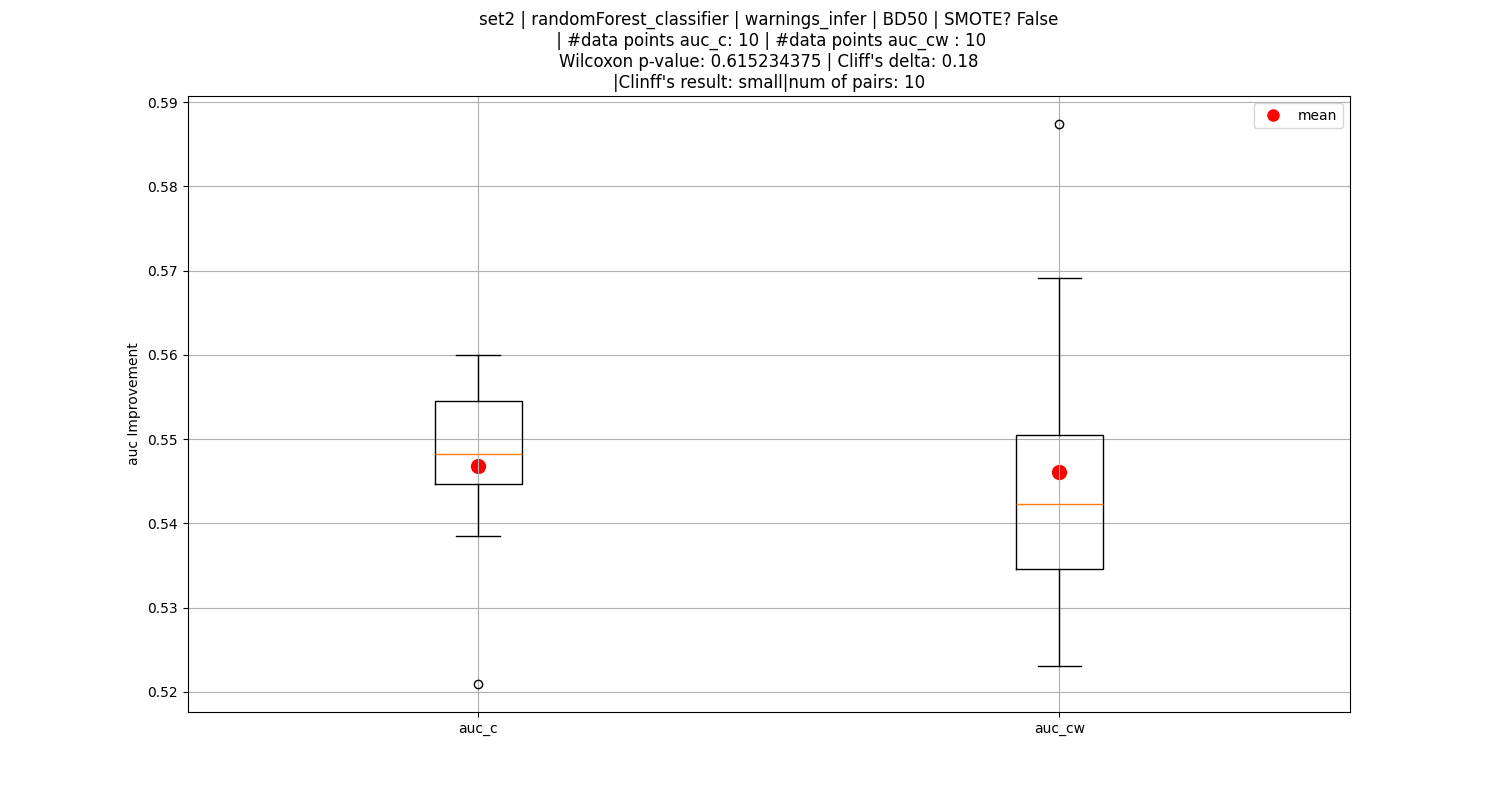 set2 | randomForest_classifier | warnings_infer | BD50 | SMOTE? False
| #data points auc_c: 10 | #data points auc_cw : 10
Wilcoxon p-value: 0.615234375 | Cliff's delta: 0.18
|Clinff's result: small|num of pairs: 10
mean
auc Improvement
0.59
0.58
0.57
0.56
0.55
0.54
0.53
0.52
auc_c
auc_cw